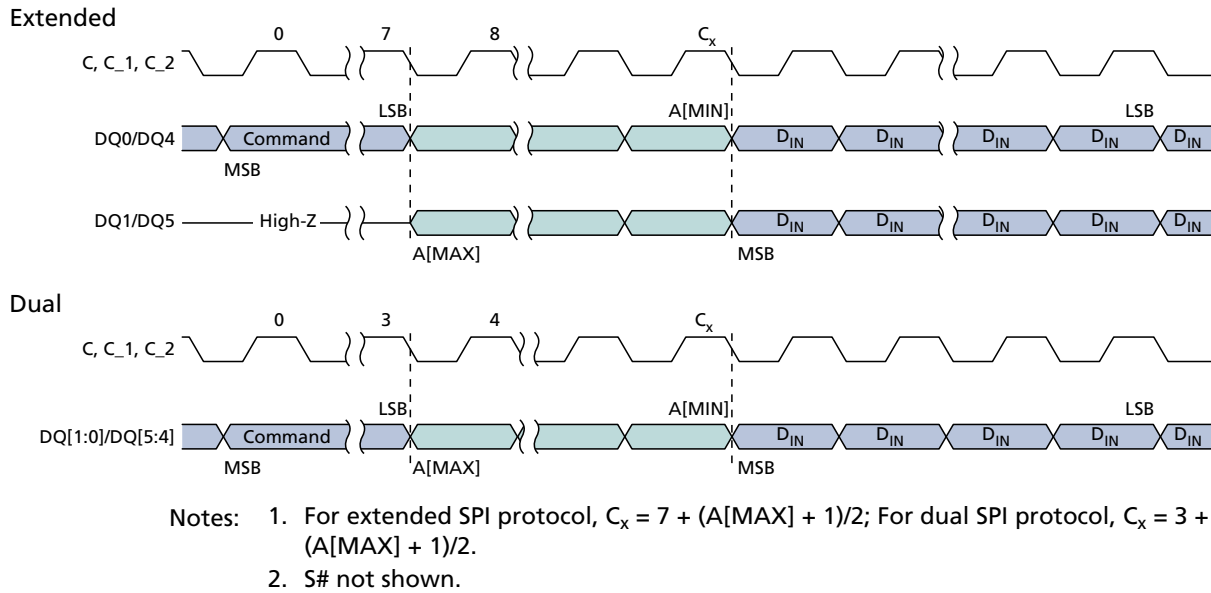 Extended
0 7 8 Cx
C, C_1, C_2
LSB A[MIN] LSB
DQ0/DQ4 Command DIN DIN DIN DIN DIN
MSB
DQ1/DQ5 High-Z DIN DIN DIN DIN DIN
A[MAX] MSB
Dual
0 3 4 Cx
C, C_1, C_2
LSB A[MIN] LSB
DQ[1:0]/DQ[5:4] Command DIN DIN DIN DIN DIN
MSB A[MAX] MSB
Notes: 1. For extended SPI protocol, Cx = 7 + (A[MAX] + 1)/2; For dual SPI protocol, Cx = 3 +
(A[MAX] + 1)/2.
2. S# not shown.